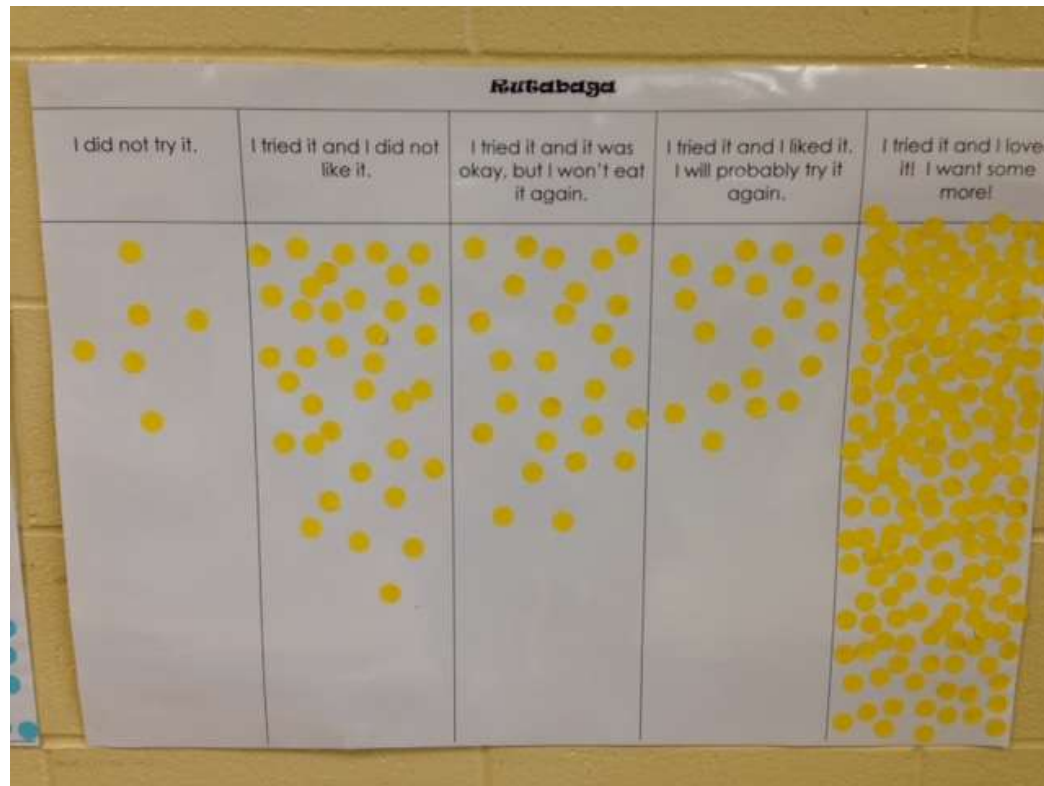 Rutabaga
I did not try it.
I tried it and I did not
like it.
I tried it and it was
okay, but I won't eat
it again.
I tried it and I liked it.
I will probably try it
again.
I tried it and I love
it! I want some
more!